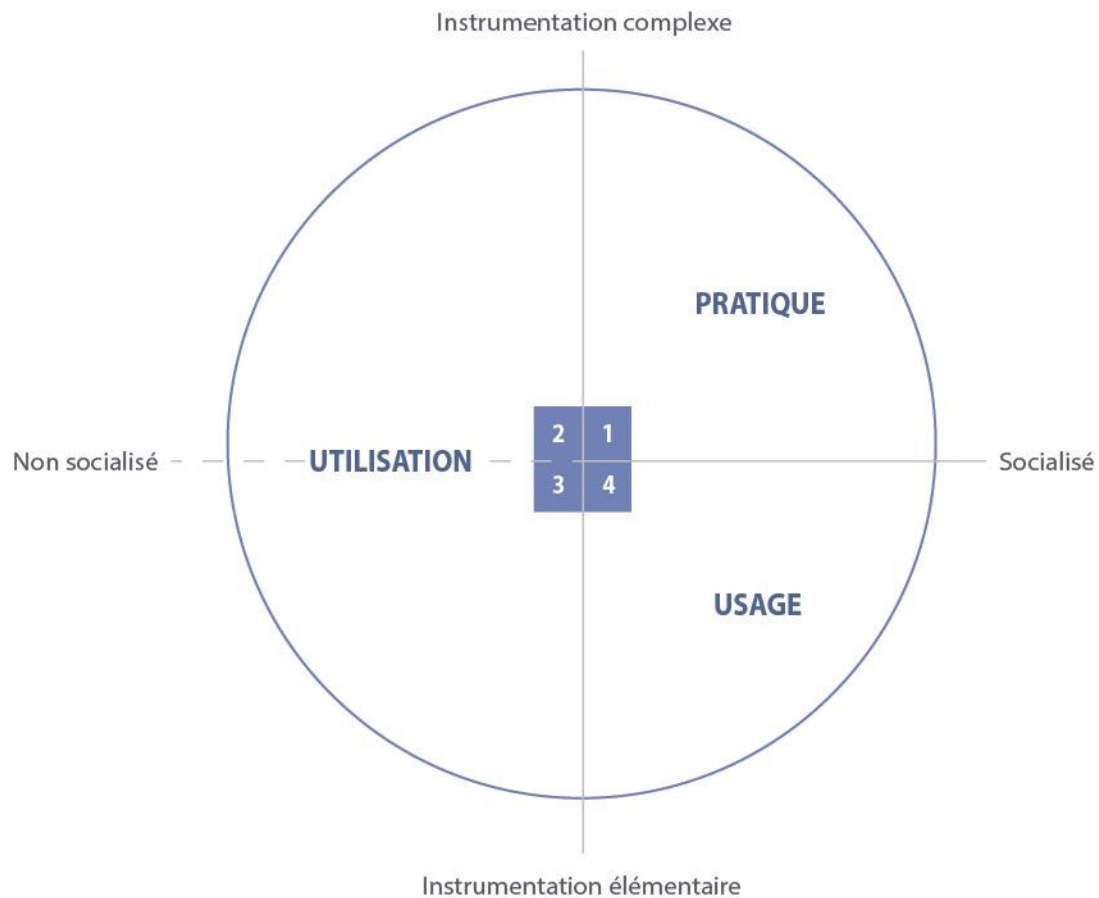 Instrumentation complexe
PRATIQUE
2 1
Non socialisé
UTILISATION
Socialisé
3 4
USAGE
Instrumentation élémentaire